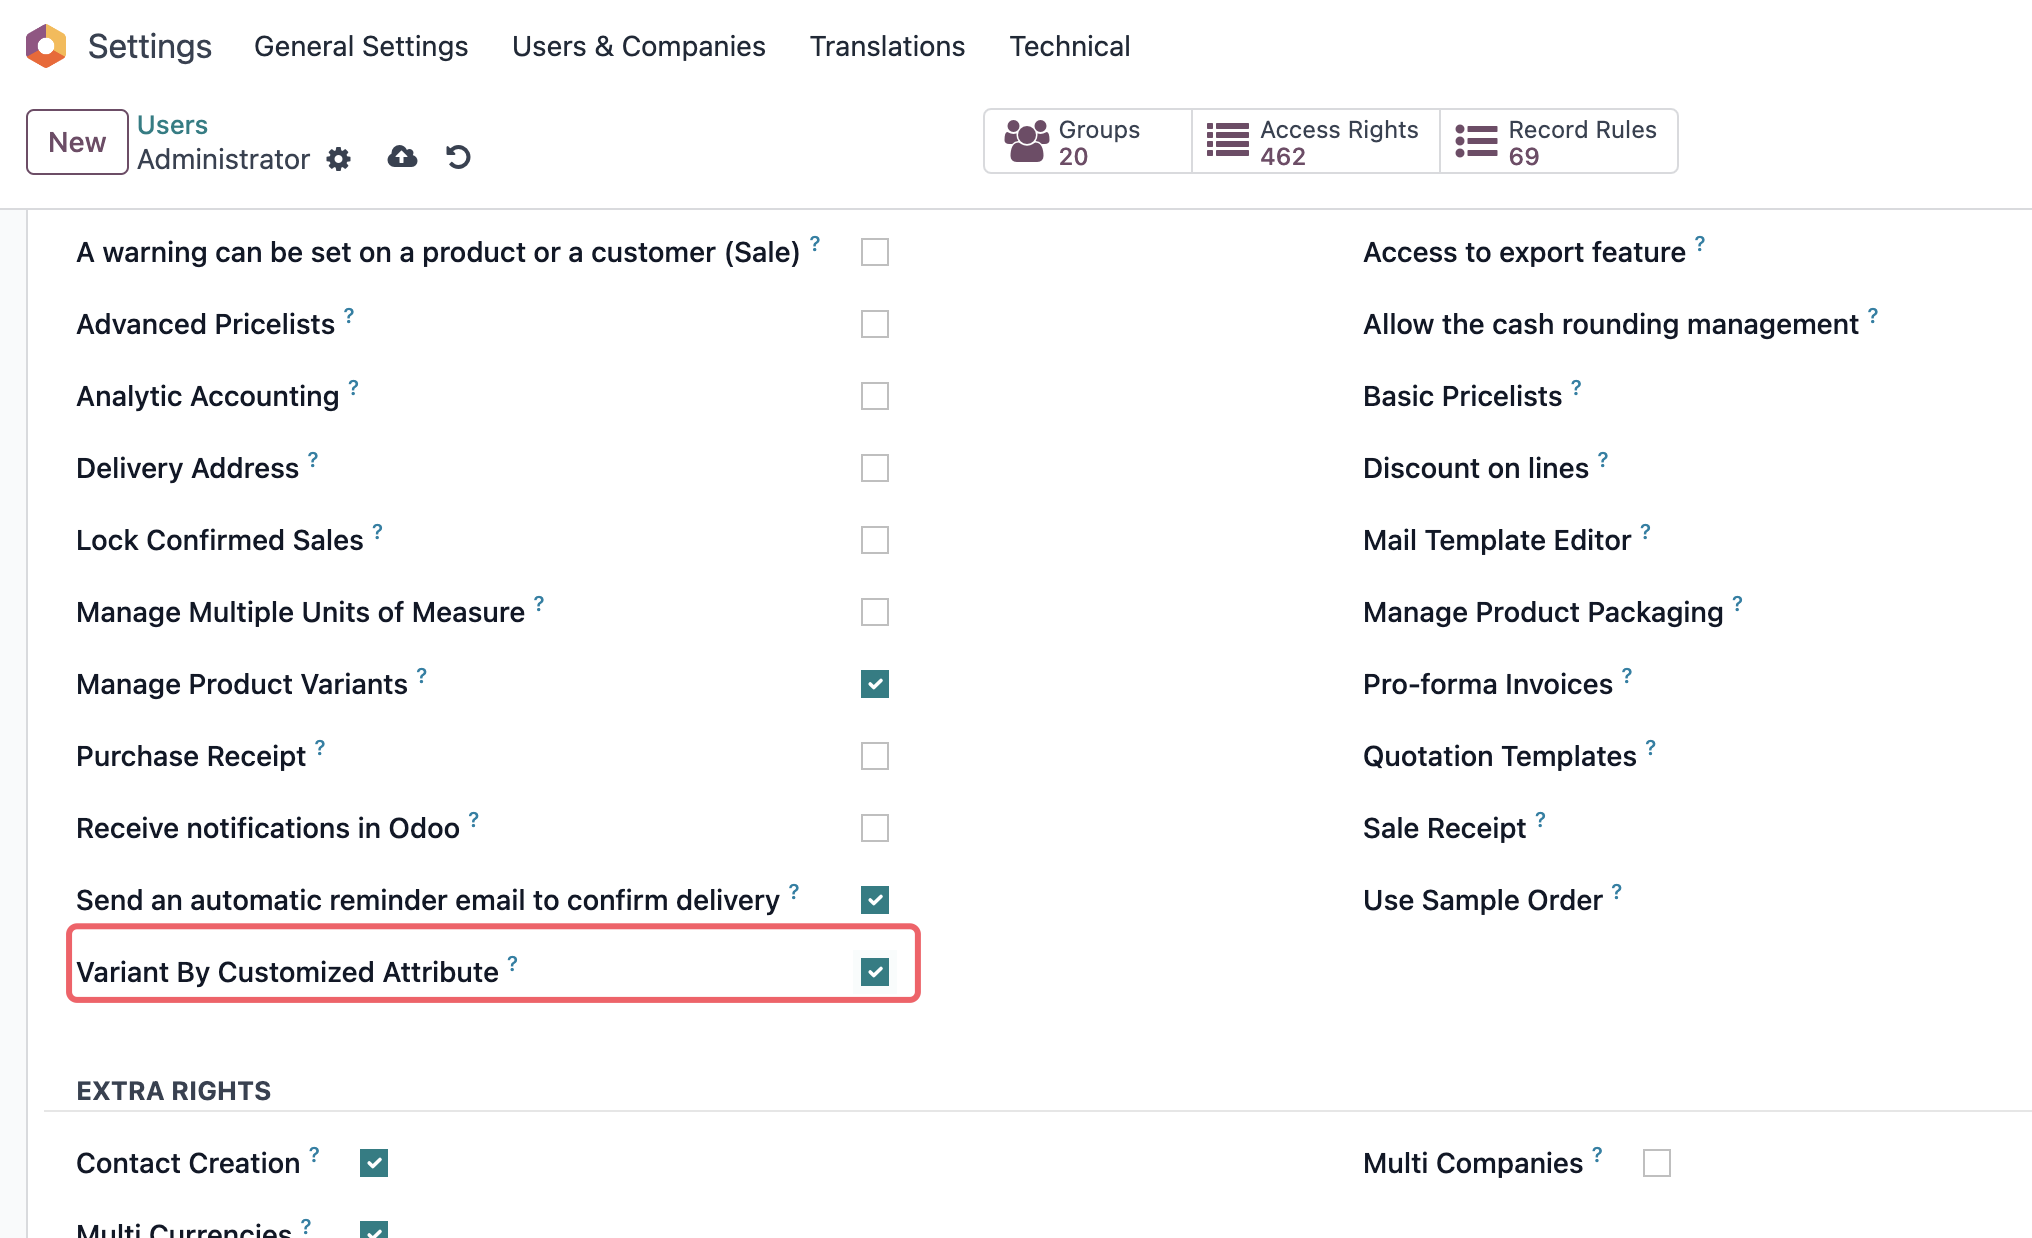 Settings General Settings Users & Companies Translations Technical
New
Users
Administrator
Groups
20
Access Rights
462
Record Rules
69
A warning can be set on a product or a customer (Sale) ?
Access to export feature ?
Advanced Pricelists ?
Allow the cash rounding management ?
Analytic Accounting ?
Basic Pricelists ?
Delivery Address ?
Discount on lines ?
Lock Confirmed Sales ?
Mail Template Editor ?
Manage Multiple Units of Measure ?
Manage Product Packaging ?
Manage Product Variants ?
Pro-forma Invoices ?
Purchase Receipt ?
Quotation Templates ?
Receive notifications in Odoo ?
Sale Receipt ?
Send an automatic reminder email to confirm delivery ?
Use Sample Order ?
Variant By Customized Attribute ?
EXTRA RIGHTS
Contact Creation ?
Multi Companies ?
Multi Currencies ?